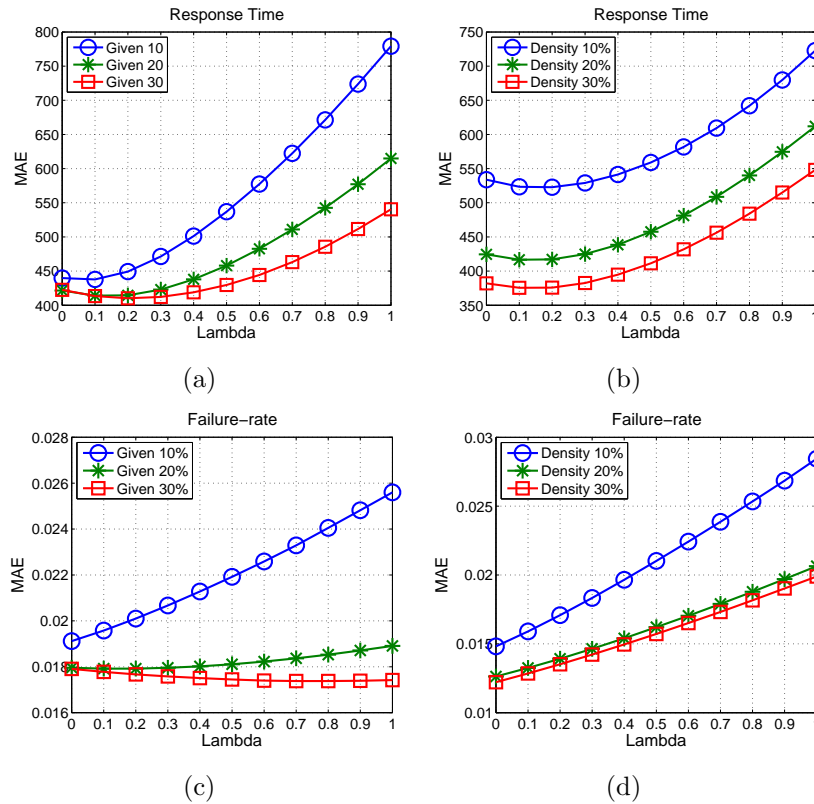 Response Time
800
750
700
650
600
550
500
450
400
MAE
Given 10
Given 20
Given 30
0 0.1 0.2 0.3 0.4 0.5 0.6 0.7 0.8 0.9 1
Lambda
(a)
Response Time
750
700
650
600
550
500
450
400
350
MAE
Density 10%
Density 20%
Density 30%
0 0.1 0.2 0.3 0.4 0.5 0.6 0.7 0.8 0.9 1
Lambda
(b)
Failure−rate
0.028
0.026
0.024
0.022
0.02
0.018
0.016
MAE
Given 10%
Given 20%
Given 30%
0 0.1 0.2 0.3 0.4 0.5 0.6 0.7 0.8 0.9 1
Lambda
(c)
Failure−rate
0.03
0.025
0.02
0.015
0.01
MAE
Density 10%
Density 20%
Density 30%
0 0.1 0.2 0.3 0.4 0.5 0.6 0.7 0.8 0.9 1
Lambda
(d)